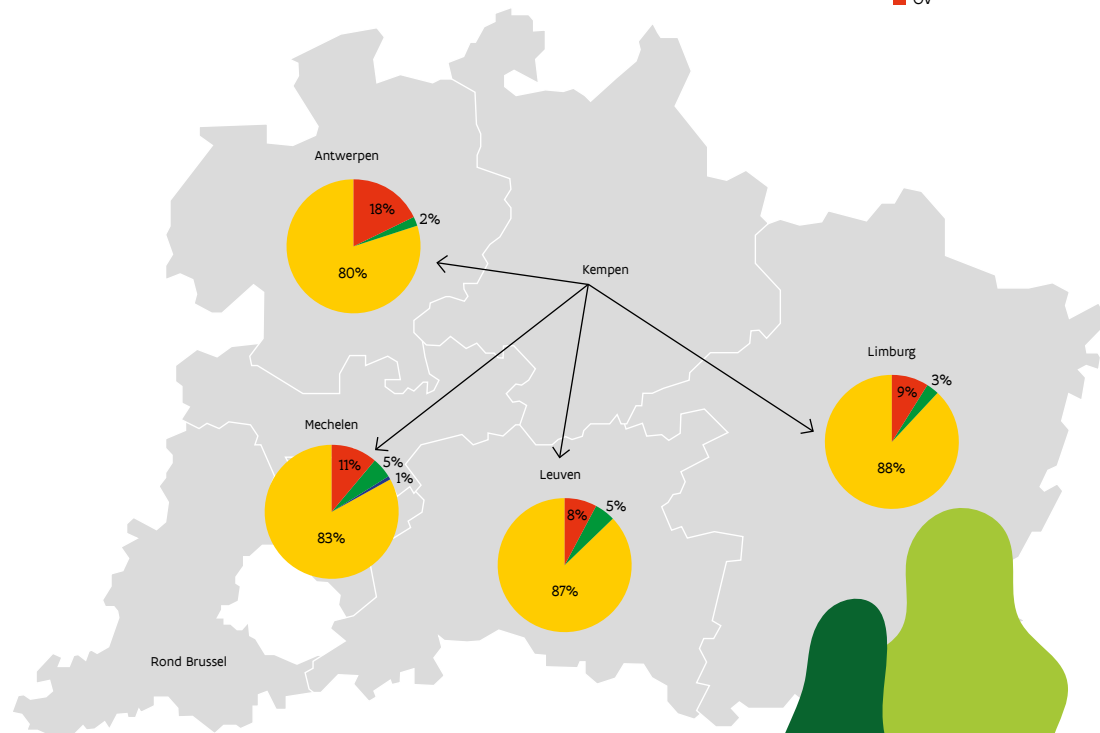 OV
Antwerpen
18%
2%
80%
Kempen
Limburg
9%
3%
88%
Mechelen
11%
5%
1%
83%
Leuven
8%
5%
87%
Rond Brussel